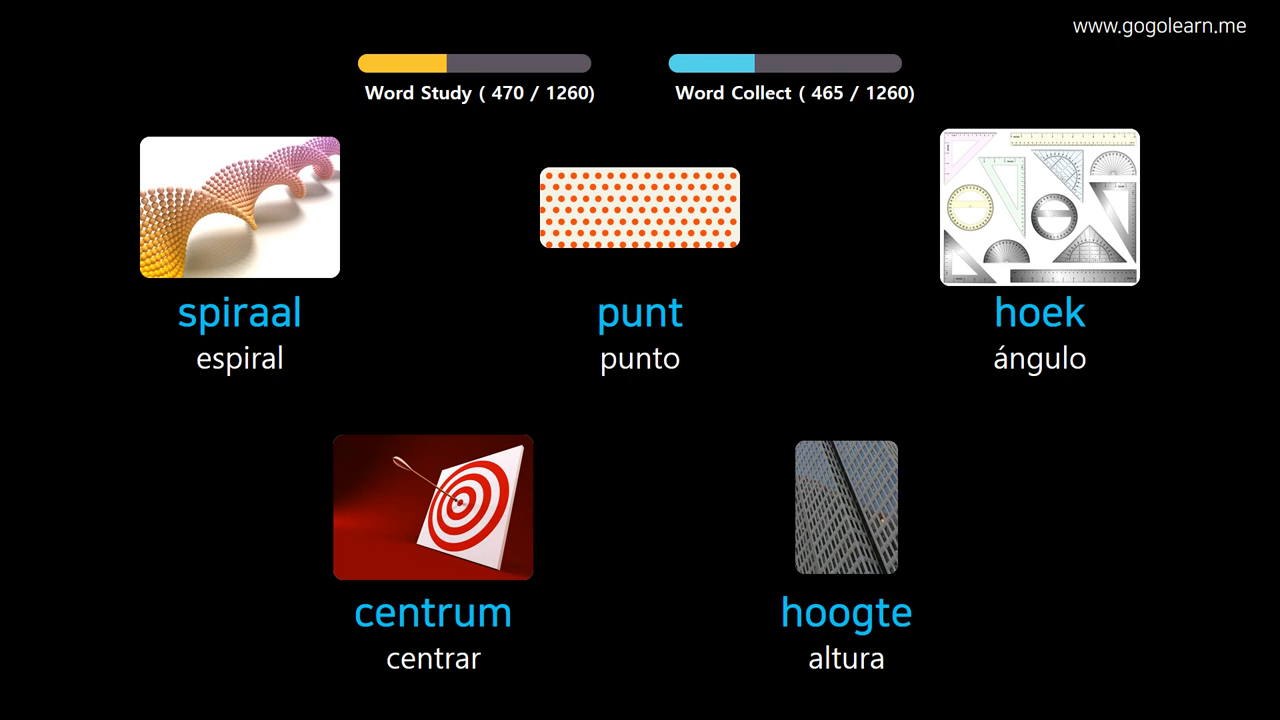 www.gogolearn.me
Word Study ( 470 / 1260)
Word Collect ( 465 / 1260)
spiraal
espiral
punt
punto
hoek
ángulo
centrum
centrar
hoogte
altura